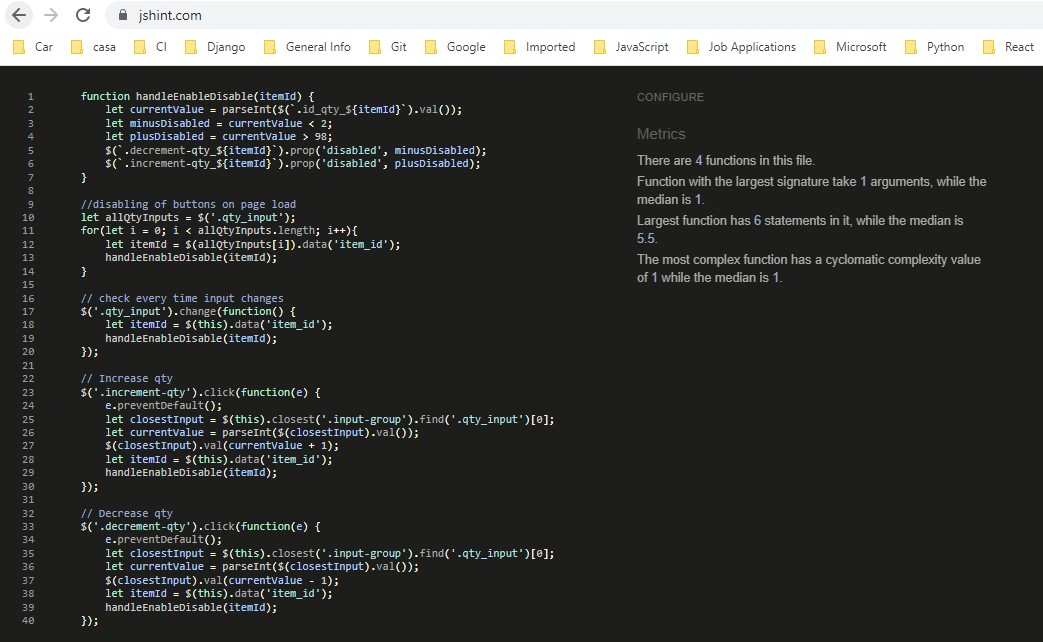 jshint.com
Car casa CI Django General Info Git Google Imported JavaScript Job Applications Microsoft Python React
1 function handleEnableDisable(itemId) {
2 let currentValue = parseInt($(`.id_qty_${itemId}`).val());
3 let minusDisabled = currentValue < 2;
4 let plusDisabled = currentValue > 98;
5 $(`.decrement-qty_${itemId}`).prop('disabled', minusDisabled);
6 $(`.increment-qty_${itemId}`).prop('disabled', plusDisabled);
7 }
8
9 //disabling of buttons on page load
10 let allQtyInputs = $('.qty_input');
11 for(let i = 0; i < allQtyInputs.length; i++){
12 let itemId = $(allQtyInputs[i]).data('item_id');
13 handleEnableDisable(itemId);
14 }
15
16 // check every time input changes
17 $('.qty_input').change(function() {
18 let itemId = $(this).data('item_id');
19 handleEnableDisable(itemId);
20 });
21
22 // Increase qty
23 $('.increment-qty').click(function(e) {
24 e.preventDefault();
25 let closestInput = $(this).closest('.input-group').find('.qty_input')[0];
26 let currentValue = parseInt($(closestInput).val());
27 $(closestInput).val(currentValue + 1);
28 let itemId = $(this).data('item_id');
29 handleEnableDisable(itemId);
30 });
31
32 // Decrease qty
33 $('.decrement-qty').click(function(e) {
34 e.preventDefault();
35 let closestInput = $(this).closest('.input-group').find('.qty_input')[0];
36 let currentValue = parseInt($(closestInput).val());
37 $(closestInput).val(currentValue - 1);
38 let itemId = $(this).data('item_id');
39 handleEnableDisable(itemId);
40 });
CONFIGURE
Metrics
There are 4 functions in this file.
Function with the largest signature take 1 arguments, while the
median is 1.
Largest function has 6 statements in it, while the median is
5.5.
The most complex function has a cyclomatic complexity value
of 1 while the median is 1.